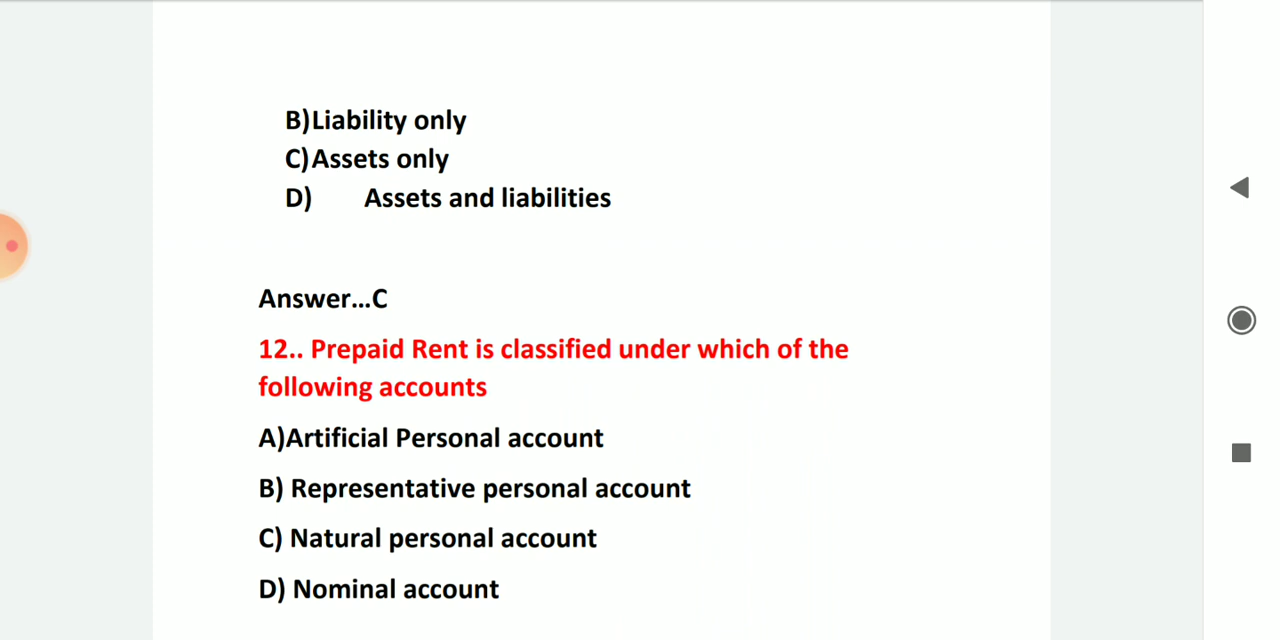 B)Liability only
C)Assets only
D) Assets and liabilities
Answer...C
12.. Prepaid Rent is classified under which of the
following accounts
A)Artificial Personal account
B) Representative personal account
C) Natural personal account
D) Nominal account